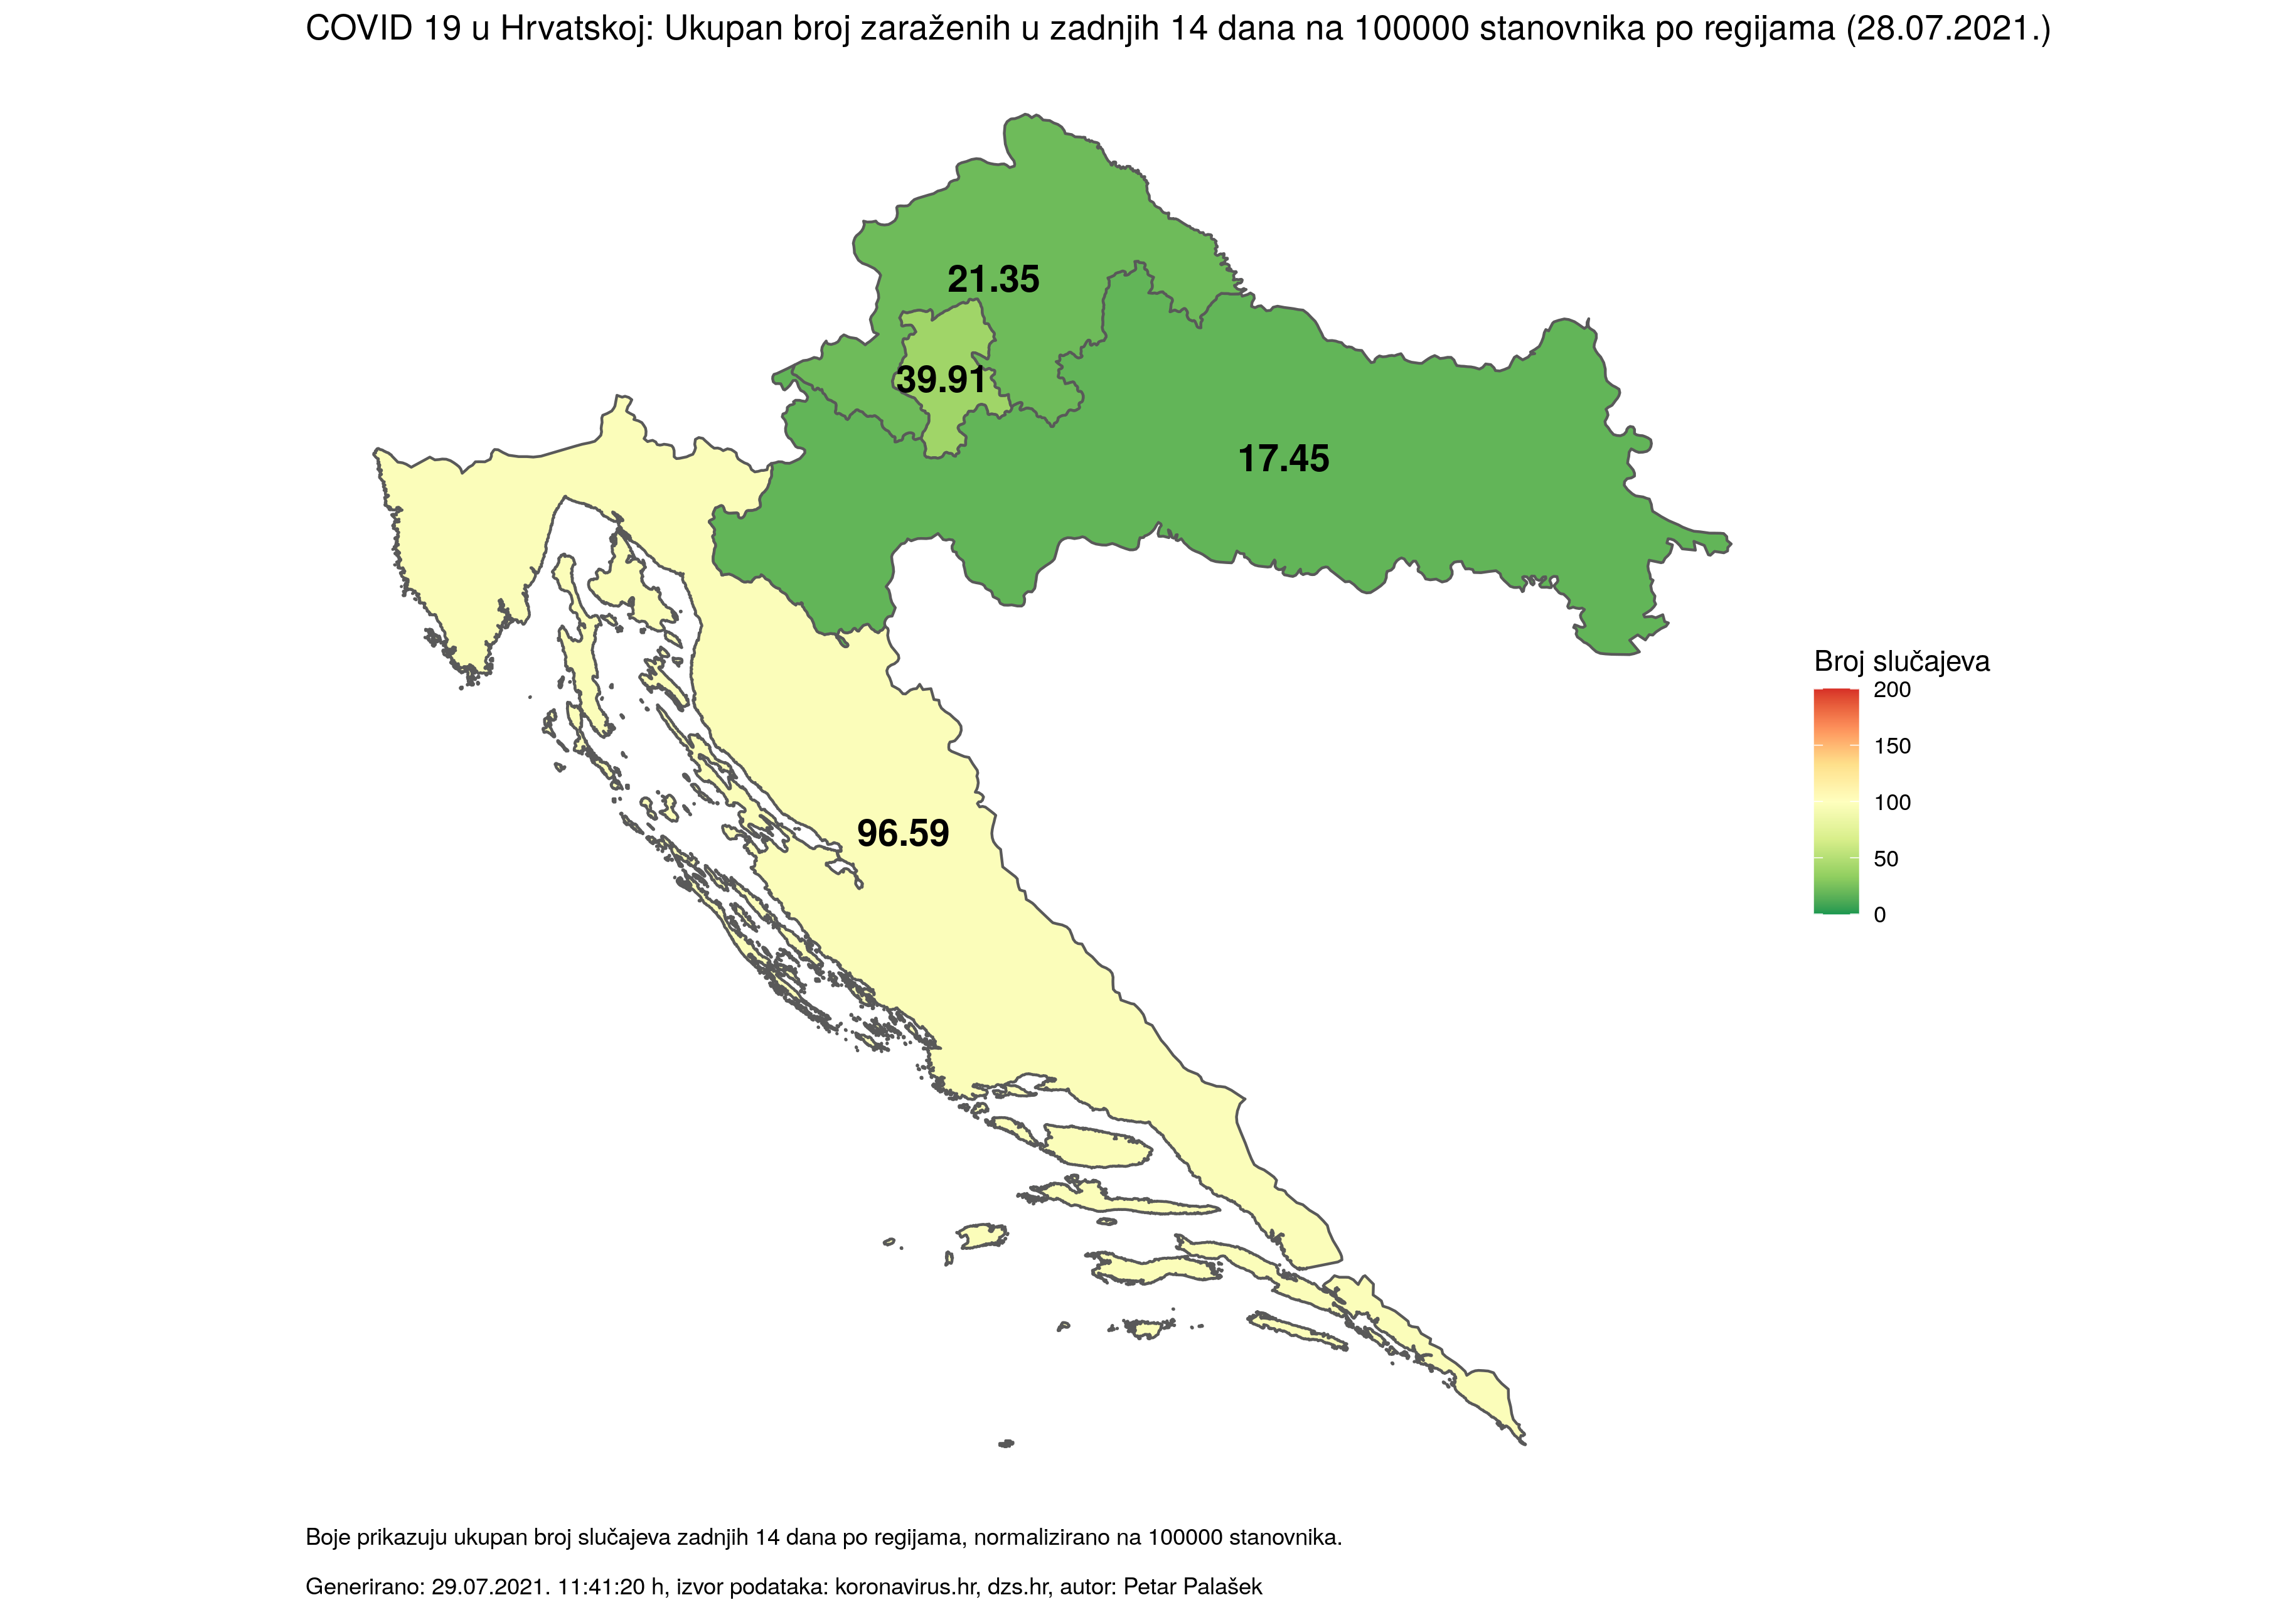 COVID 19 u Hrvatskoj: Ukupan broj zaraženih u zadnjih 14 dana na 100000 stanovnika po regijama (28.07.2021.)
21.35
39.91
17.45
96.59
Broj slučajeva
200
150
100
50
0
Boje prikazuju ukupan broj slučajeva zadnjih 14 dana po regijama, normalizirano na 100000 stanovnika.
Generirano: 29.07.2021. 11:41:20 h, izvor podataka: koronavirus.hr, dzs.hr, autor: Petar Palašek